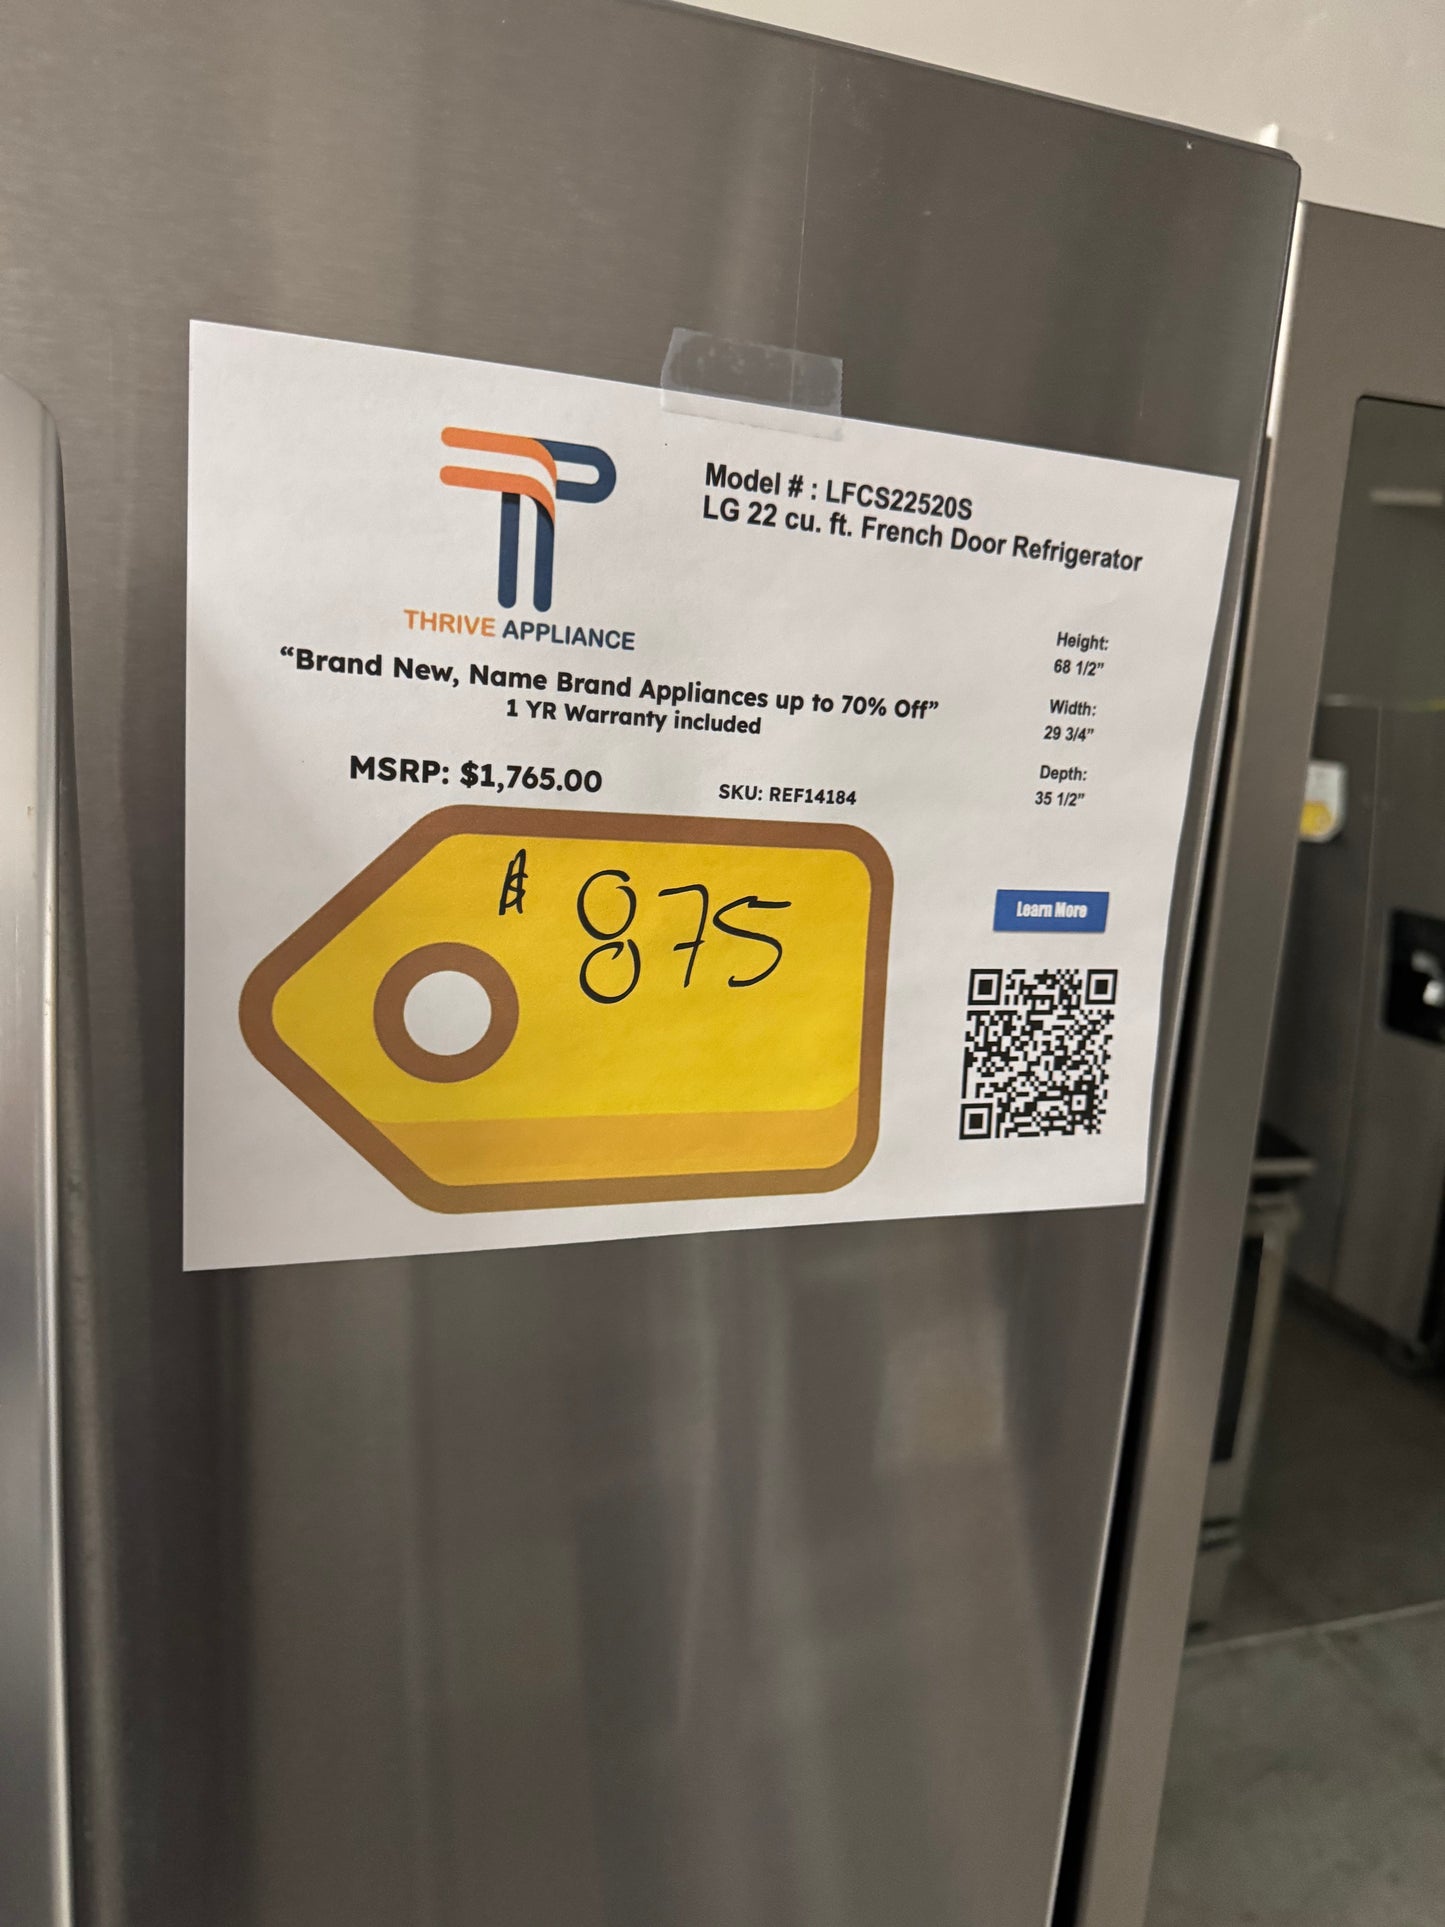 TP
THRIVE APPLIANCE
“Brand New, Name Brand Appliances up to 70% Off”
1 YR Warranty included
MSRP: $1,765.00
SKU: REF14184
$ 875
Model # : LFCS22520S
LG 22 cu. ft. French Door Refrigerator
Height:
68 1/2”
Width:
29 3/4”
Depth:
35 1/2”
Learn More